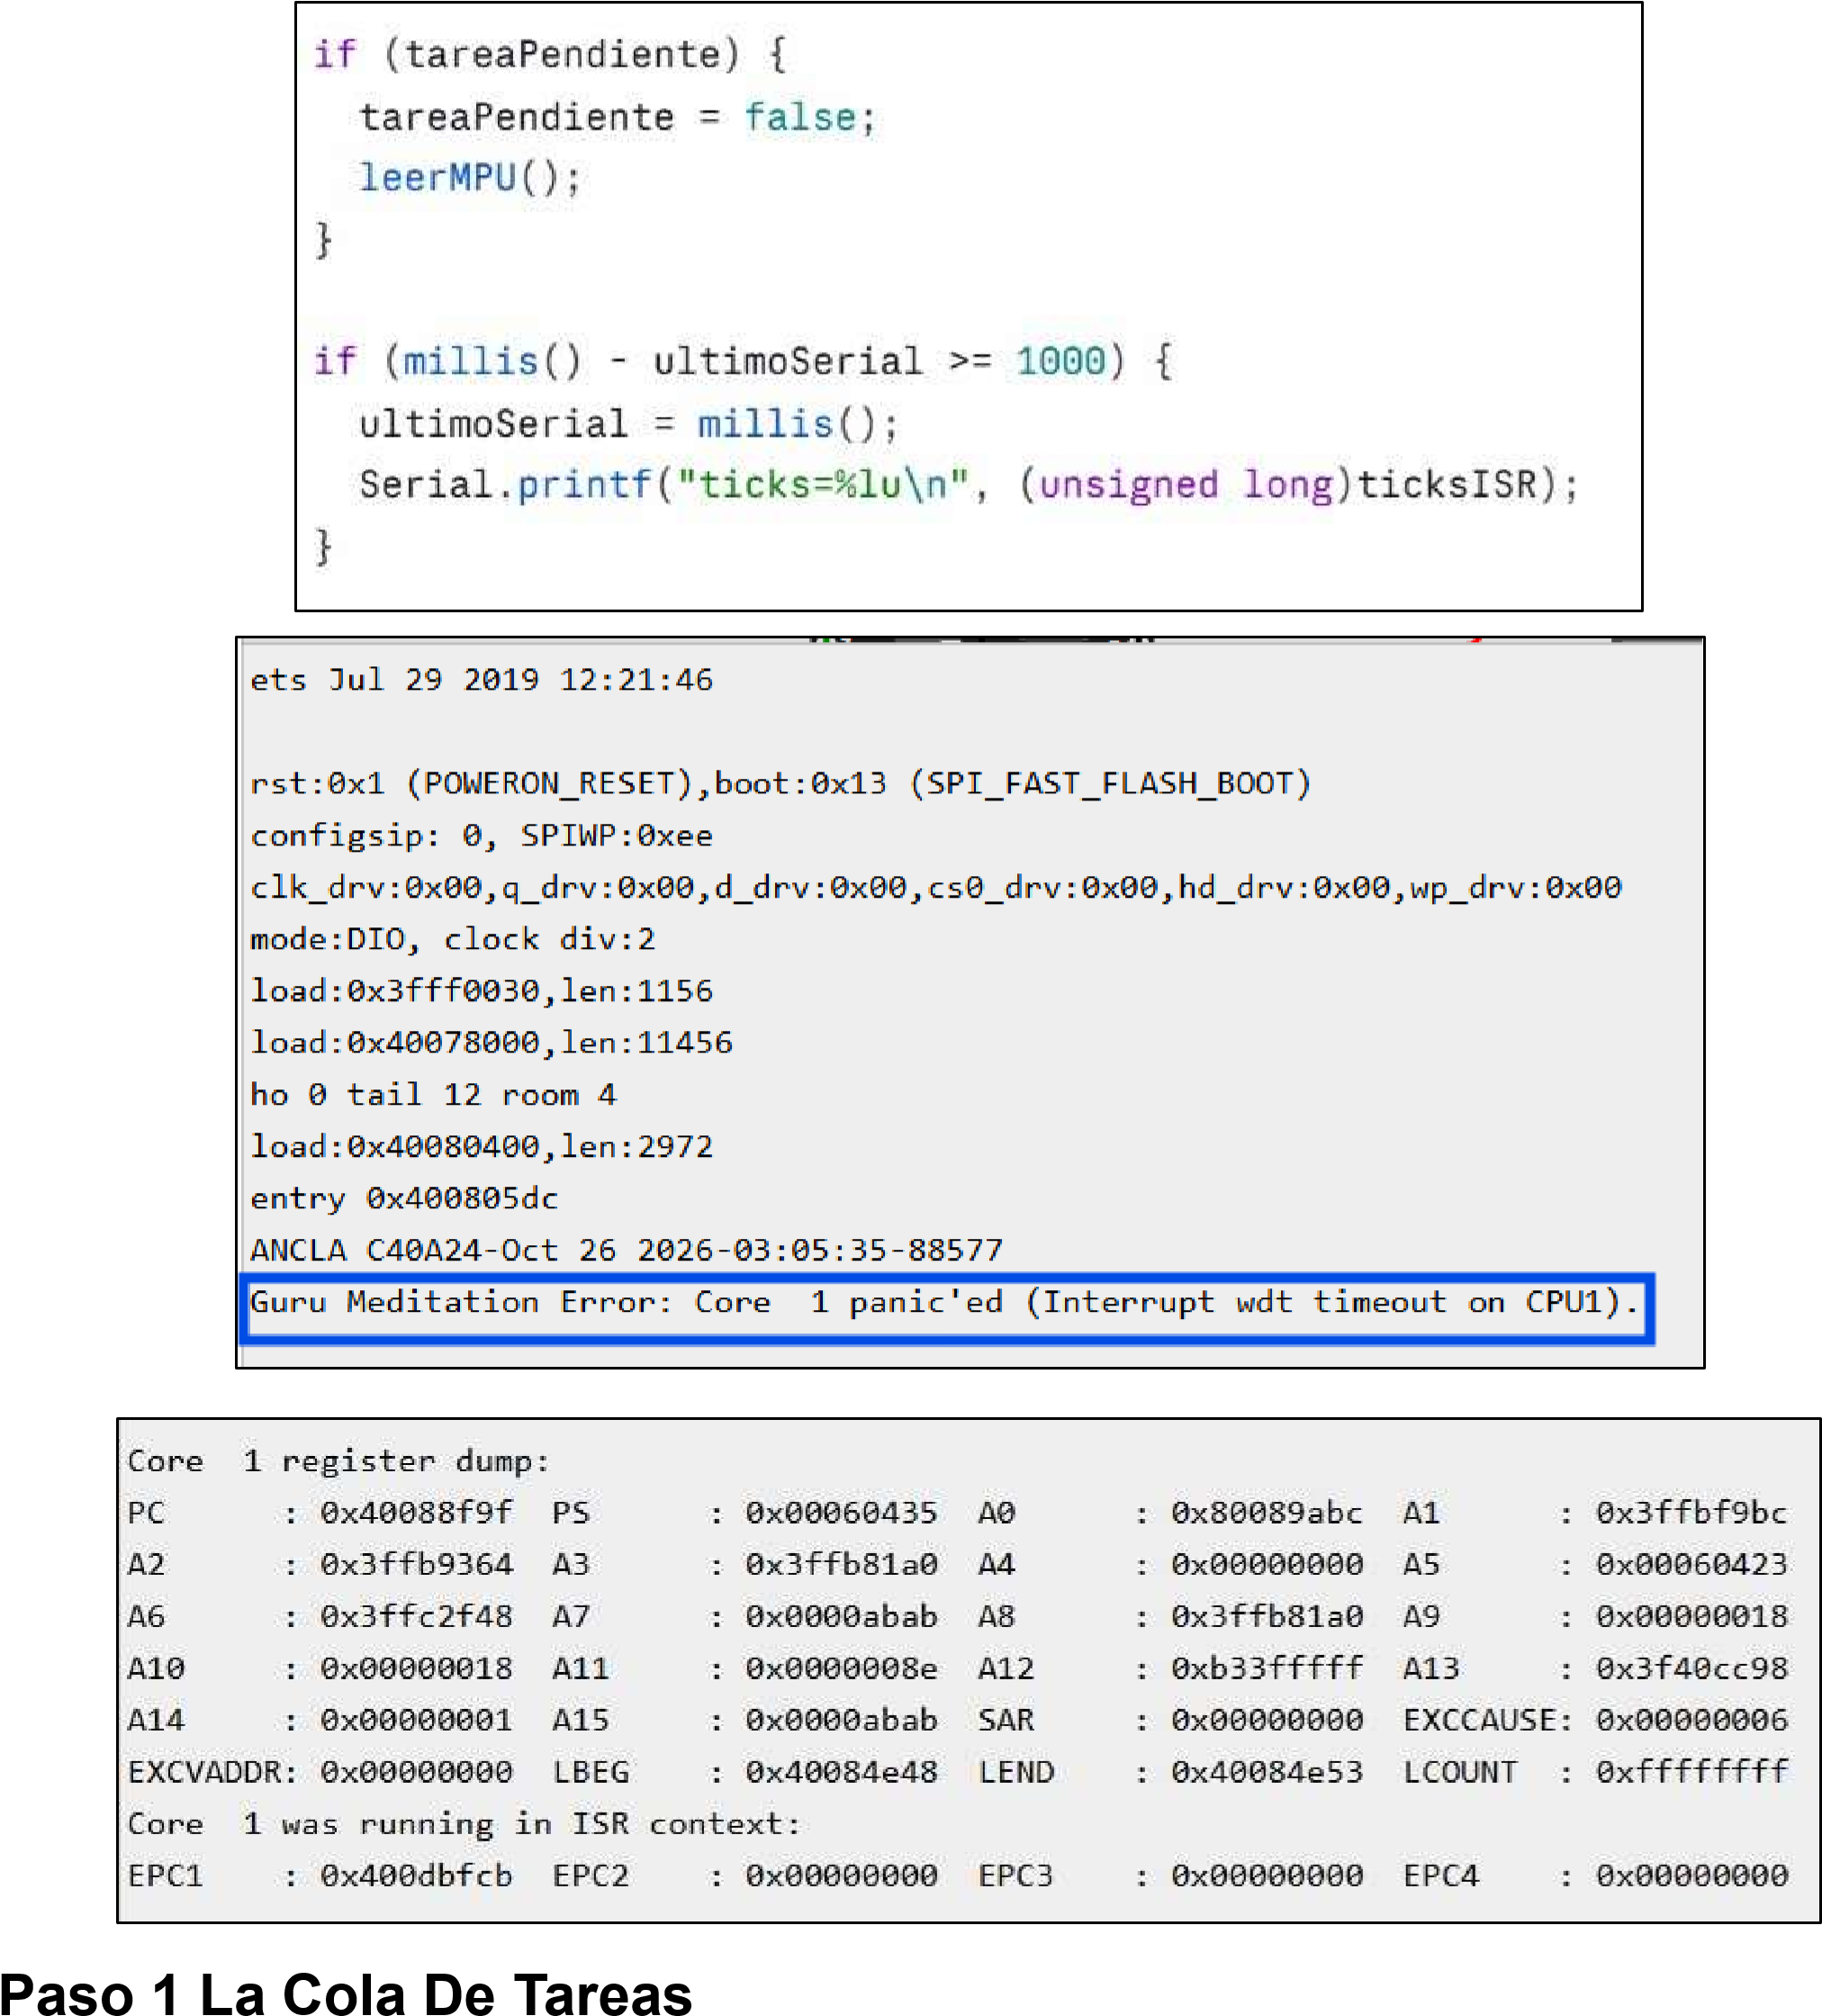 if (tareaPendiente) {
tareaPendiente = false;
leerMPU();
}
if (millis() - ultimoSerial >= 1000) {
ultimoSerial = millis();
Serial.printf("ticks=%lu\n", (unsigned long)ticksISR);
}
ets Jul 29 2019 12:21:46
rst:0x1 (POWERON_RESET),boot:0x13 (SPI_FAST_FLASH_BOOT)
configsip: 0, SPIWP:0xee
clk_drv:0x00,q_drv:0x00,d_drv:0x00,cs0_drv:0x00,hd_drv:0x00,wp_drv:0x00
mode:DIO, clock div:2
load:0x3fff0030,len:1156
load:0x40078000,len:11456
ho 0 tail 12 room 4
load:0x40080400,len:2972
entry 0x400805dc
ANCLA C40A24-Oct 26 2026-03:05:35-88577
Guru Meditation Error: Core  1 panic'ed (Interrupt wdt timeout on CPU1).
Core  1 register dump:
PC      : 0x40088f9f  PS      : 0x00060435  A0      : 0x80089abc  A1      : 0x3ffbf9bc
A2      : 0x3ffb9364  A3      : 0x3ffb81a0  A4      : 0x00000000  A5      : 0x00060423
A6      : 0x3ffc2f48  A7      : 0x0000abab  A8      : 0x3ffb81a0  A9      : 0x00000018
A10     : 0x00000018  A11     : 0x0000008e  A12     : 0xb33fffff  A13     : 0x3f40cc98
A14     : 0x00000001  A15     : 0x0000abab  SAR     : 0x00000000  EXCCAUSE: 0x00000006
EXCVADDR: 0x00000000  LBEG    : 0x40084e48  LEND    : 0x40084e53  LCOUNT  : 0xffffffff
Core  1 was running in ISR context:
EPC1    : 0x400dbfcb  EPC2    : 0x00000000  EPC3    : 0x00000000  EPC4    : 0x00000000
Paso 1 La Cola De Tareas